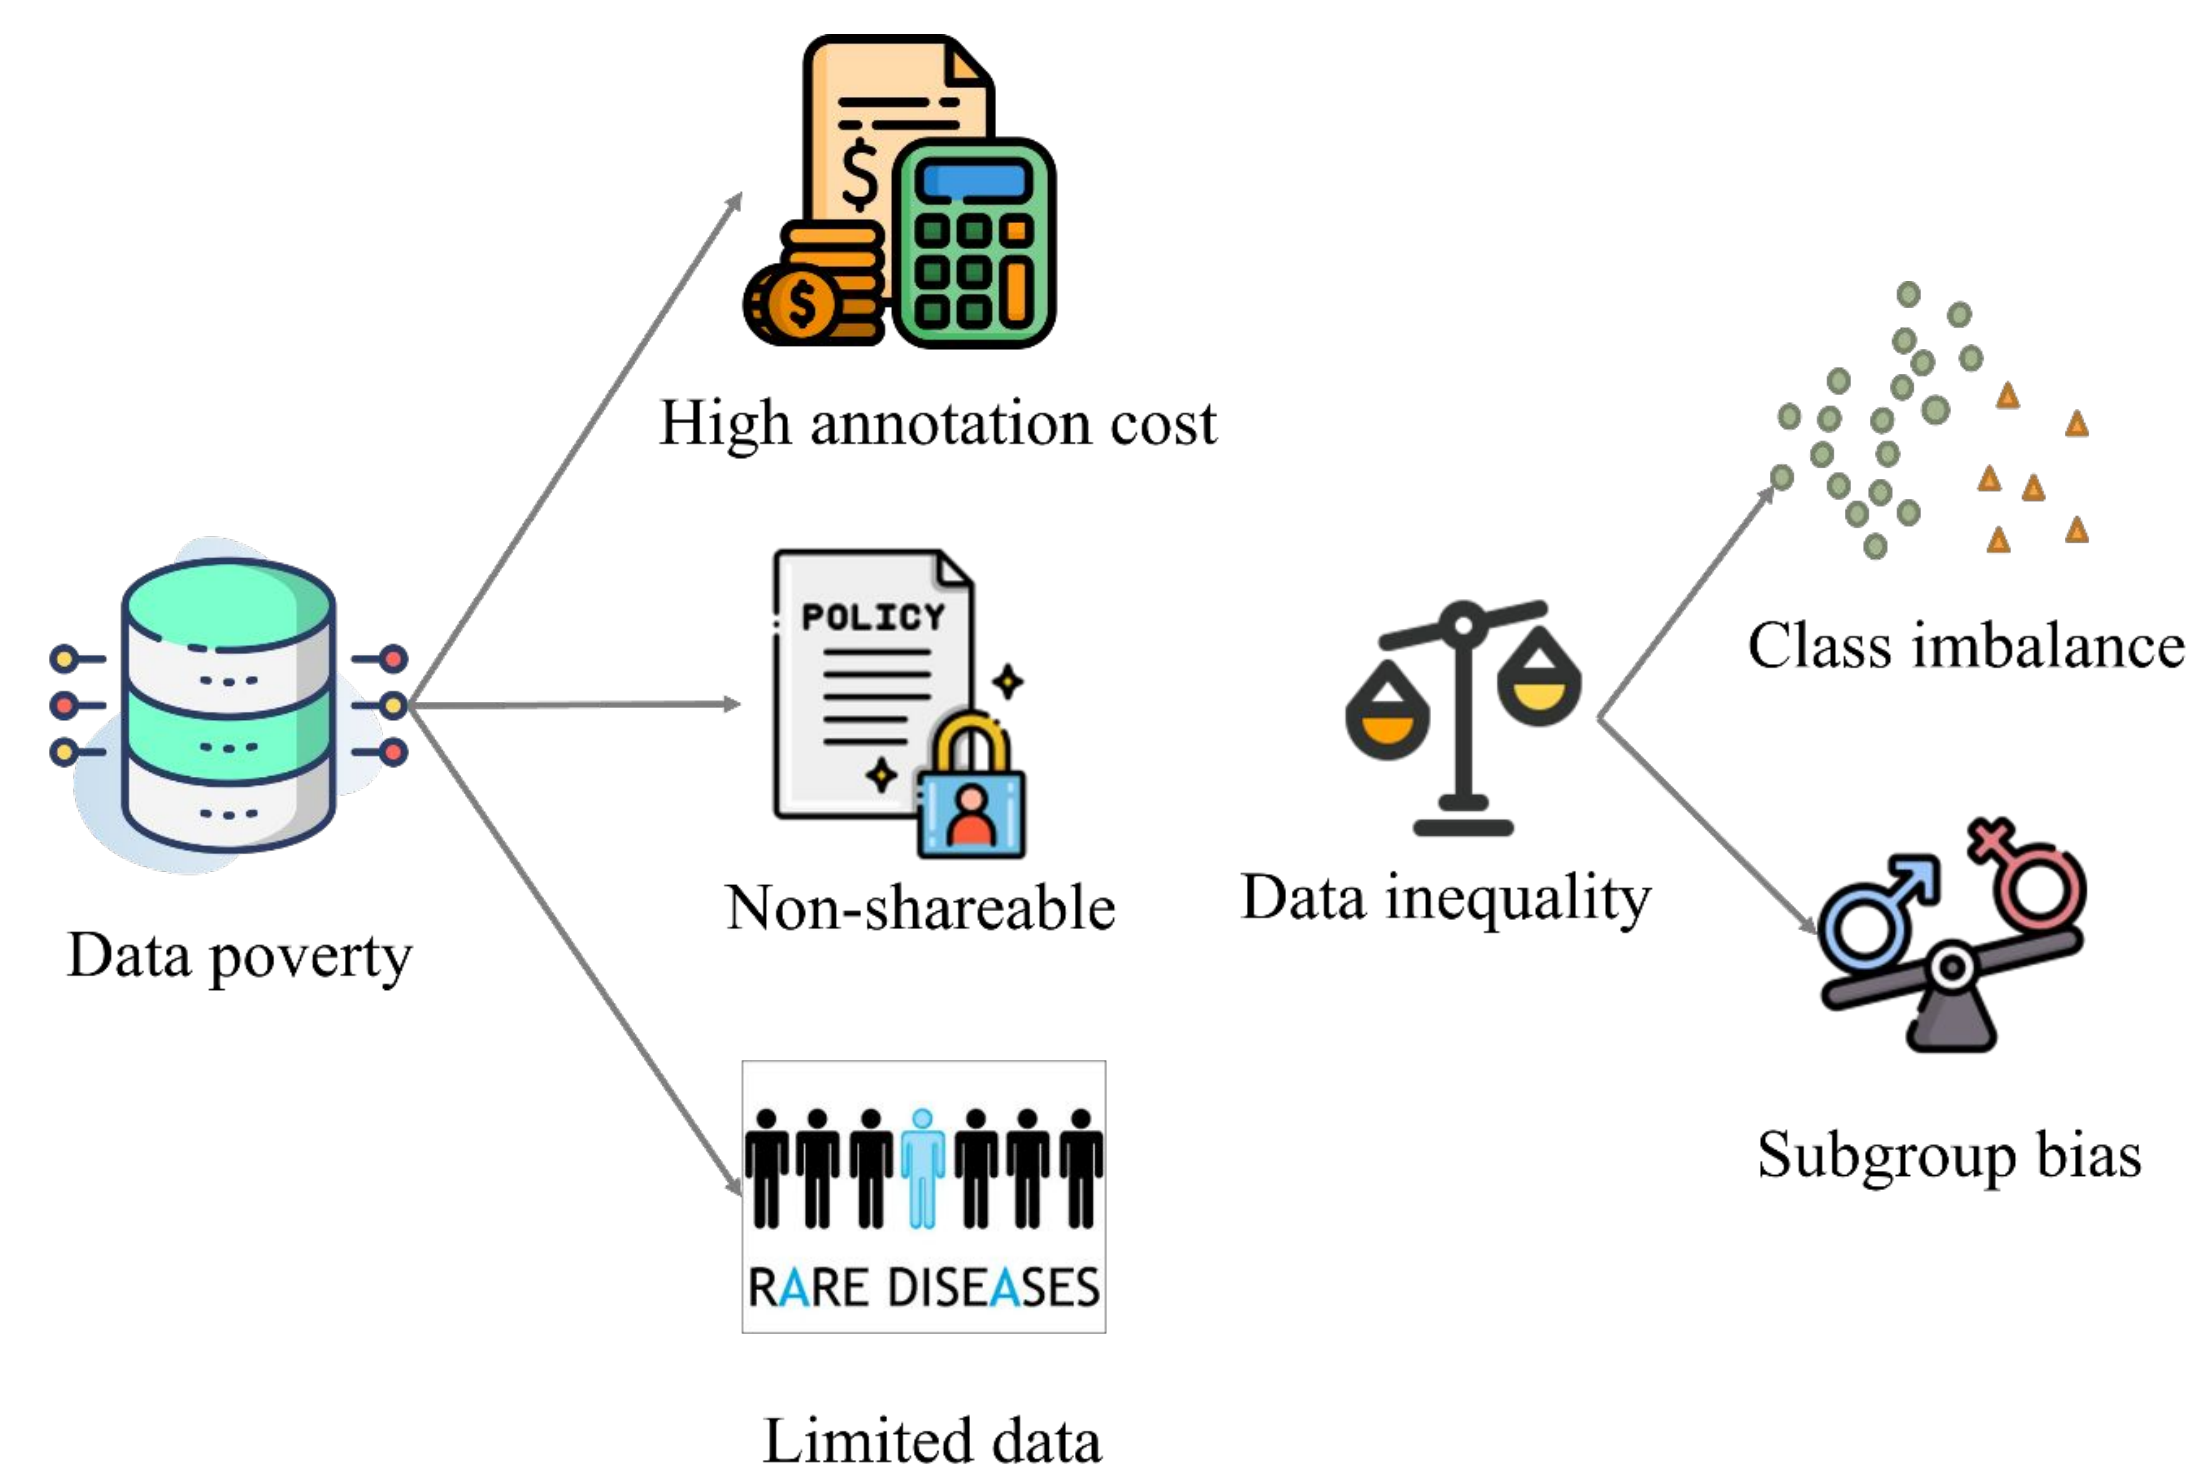 $
$
High annotation cost
POLICY
Non-shareable
Data poverty
RARE DISEASES
Limited data
Class imbalance
Data inequality
Subgroup bias